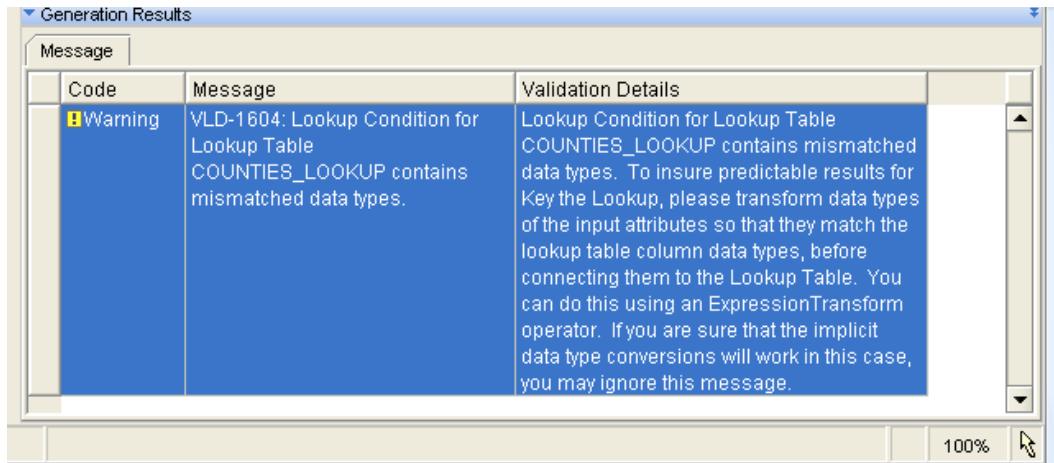 Generation Results
Message
Code Message Validation Details
Warning VLD-1604: Lookup Condition for Lookup Condition for Lookup Table
Lookup Table COUNTIES_LOOKUP contains mismatched
COUNTIES_LOOKUP contains data types. To insure predictable results for
mismatched data types. Key the Lookup, please transform data types
of the input attributes so that they match the
lookup table column data types, before
connecting them to the Lookup Table. You
can do this using an ExpressionTransform
operator. If you are sure that the implicit
data type conversions will work in this case,
you may ignore this message.
100%